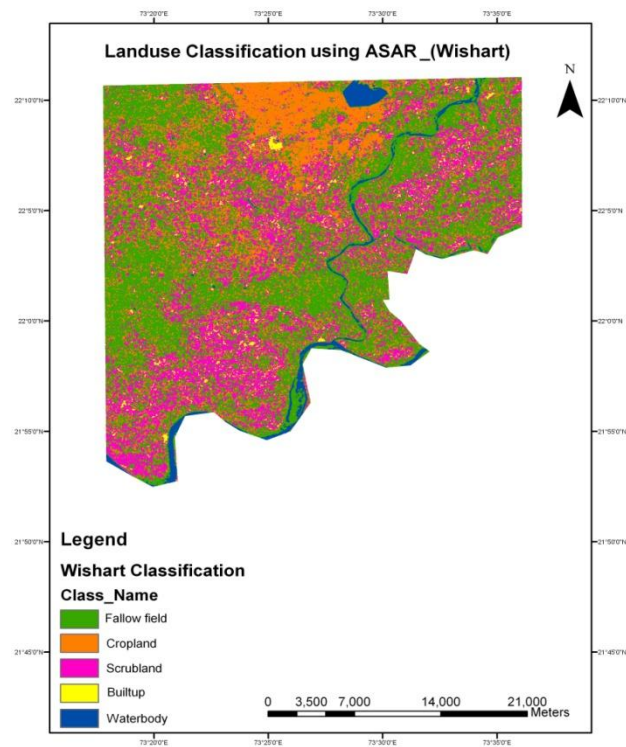 73°20'0"E 73°25'0"E 73°30'0"E 73°35'0"E
Landuse Classification using ASAR_(Wishart)
N
22°10'0"N 22°10'0"N
22°5'0"N 22°5'0"N
22°0'0"N 22°0'0"N
21°55'0"N 21°55'0"N
21°50'0"N 21°50'0"N
21°45'0"N 21°45'0"N
Legend
Wishart Classification
Class_Name
Fallow field
Cropland
Scrubland
Builtup
Waterbody
0 3,500 7,000 14,000 21,000
Meters
73°20'0"E 73°25'0"E 73°30'0"E 73°35'0"E